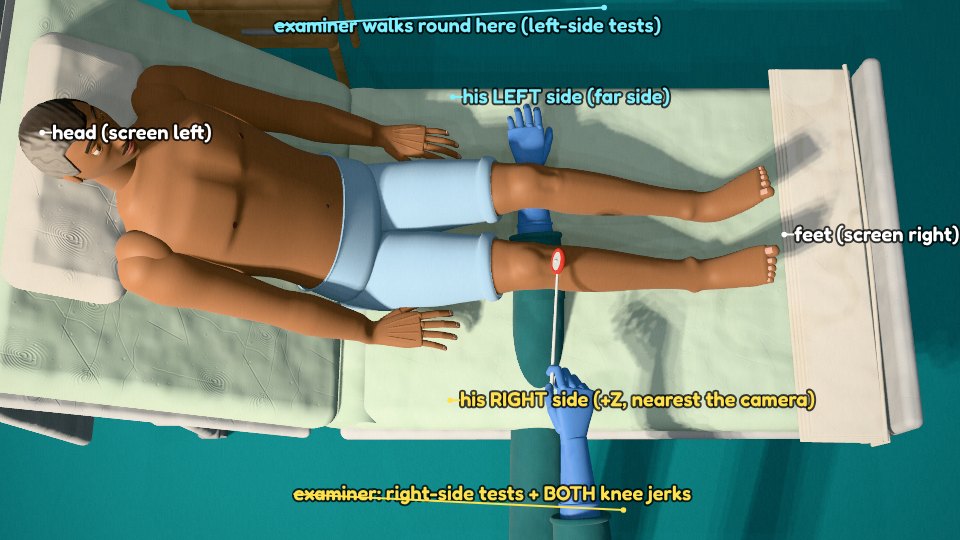 examiner walks round here (left-side tests)
his LEFT side (far side)
head (screen left)
feet (screen right)
his RIGHT side (+Z, nearest the camera)
examiner: right-side tests + BOTH knee jerks